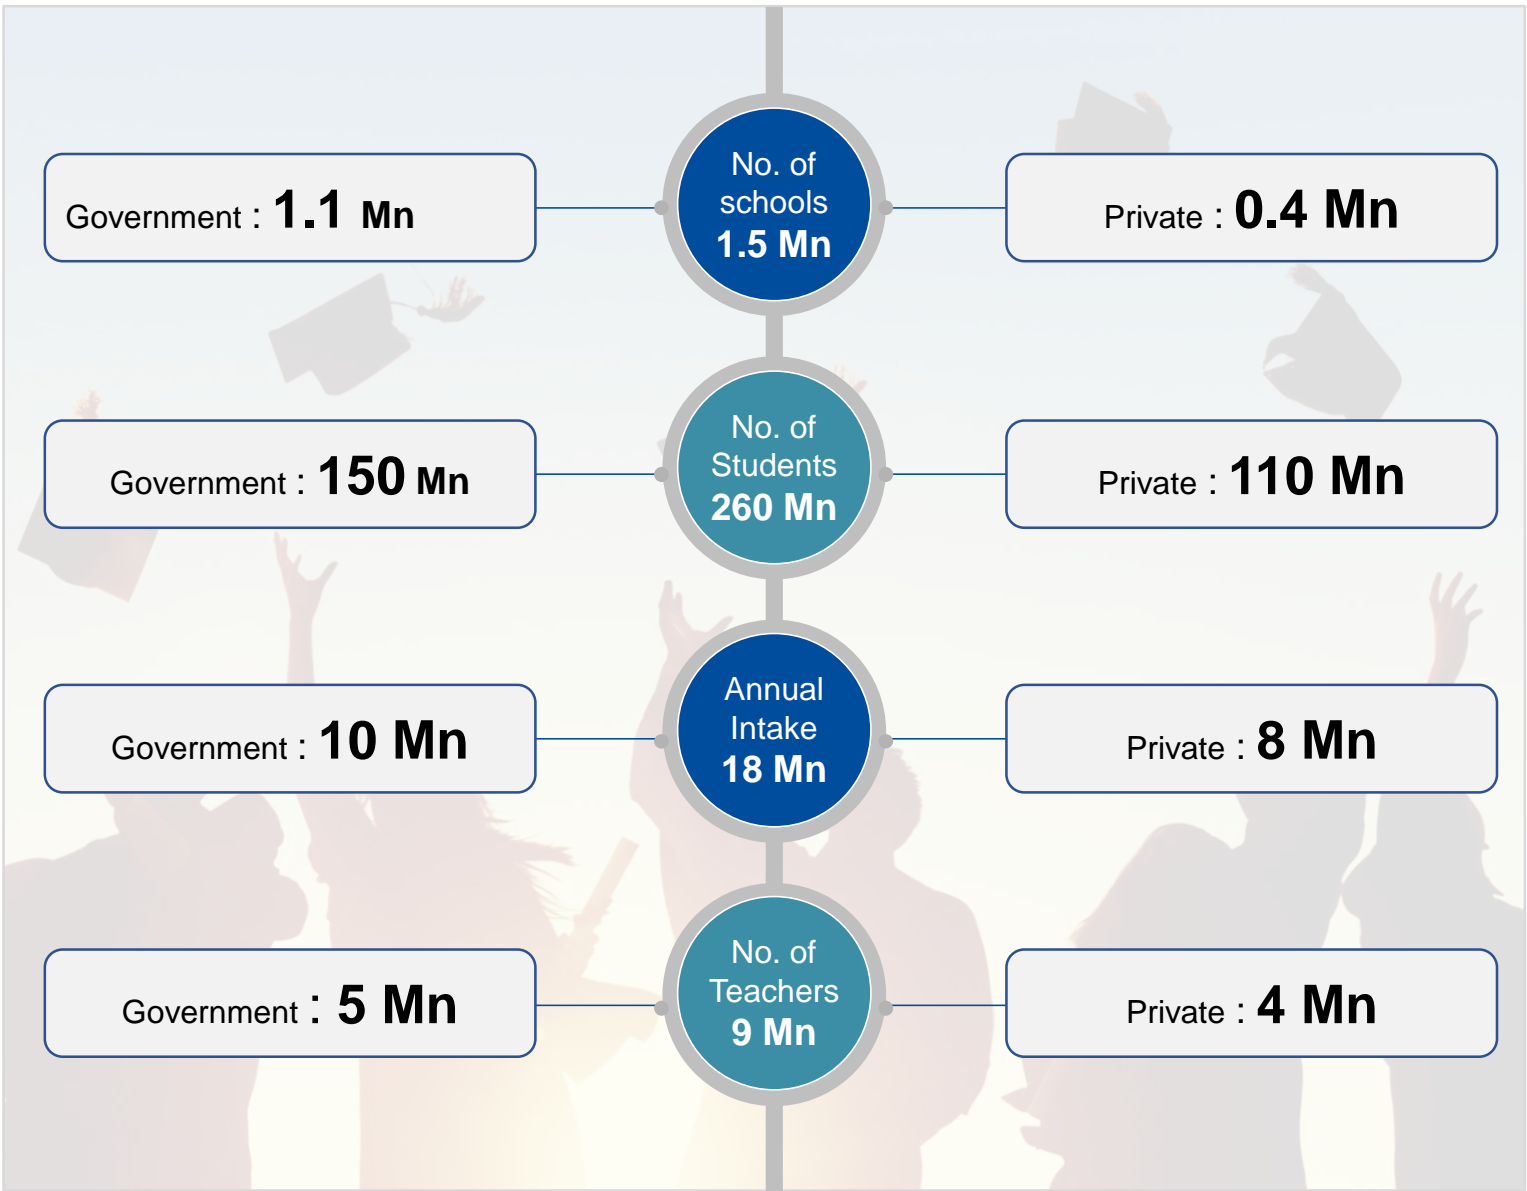 No. of
schools
1.5 Mn
Government : 1.1 Mn
Private : 0.4 Mn
No. of
Students
260 Mn
Government : 150 Mn
Private : 110 Mn
Annual
Intake
18 Mn
Government : 10 Mn
Private : 8 Mn
No. of
Teachers
9 Mn
Government : 5 Mn
Private : 4 Mn